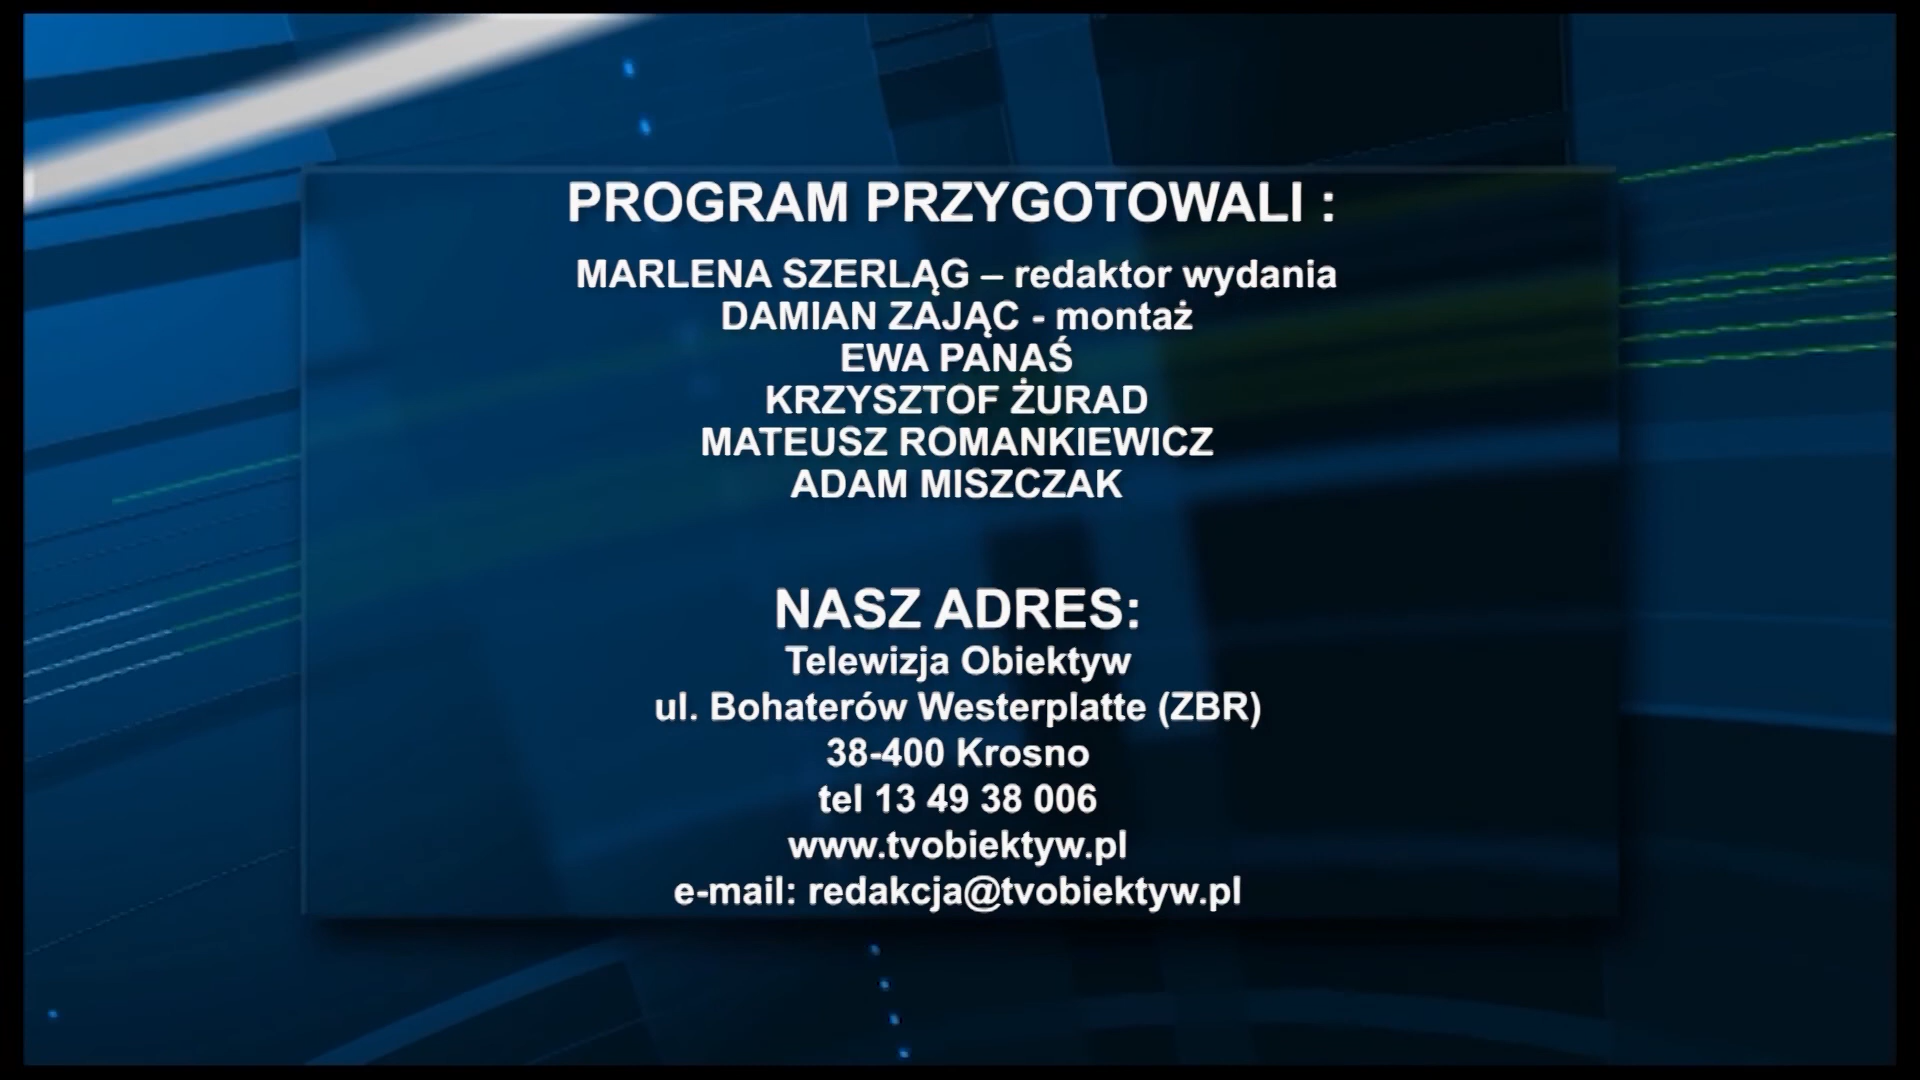 PROGRAM PRZYGOTOWALI :
MARLENA SZERLĄG – redaktor wydania
DAMIAN ZAJĄC - montaż
EWA PANAŚ
KRZYSZTOF ŻURAD
MATEUSZ ROMANKIEWICZ
ADAM MISZCZAK
NASZ ADRES:
Telewizja Obiektyw
ul. Bohaterów Westerplatte (ZBR)
38-400 Krosno
tel 13 49 38 006
www.tvobiektyw.pl
e-mail: redakcja@tvobiektyw.pl